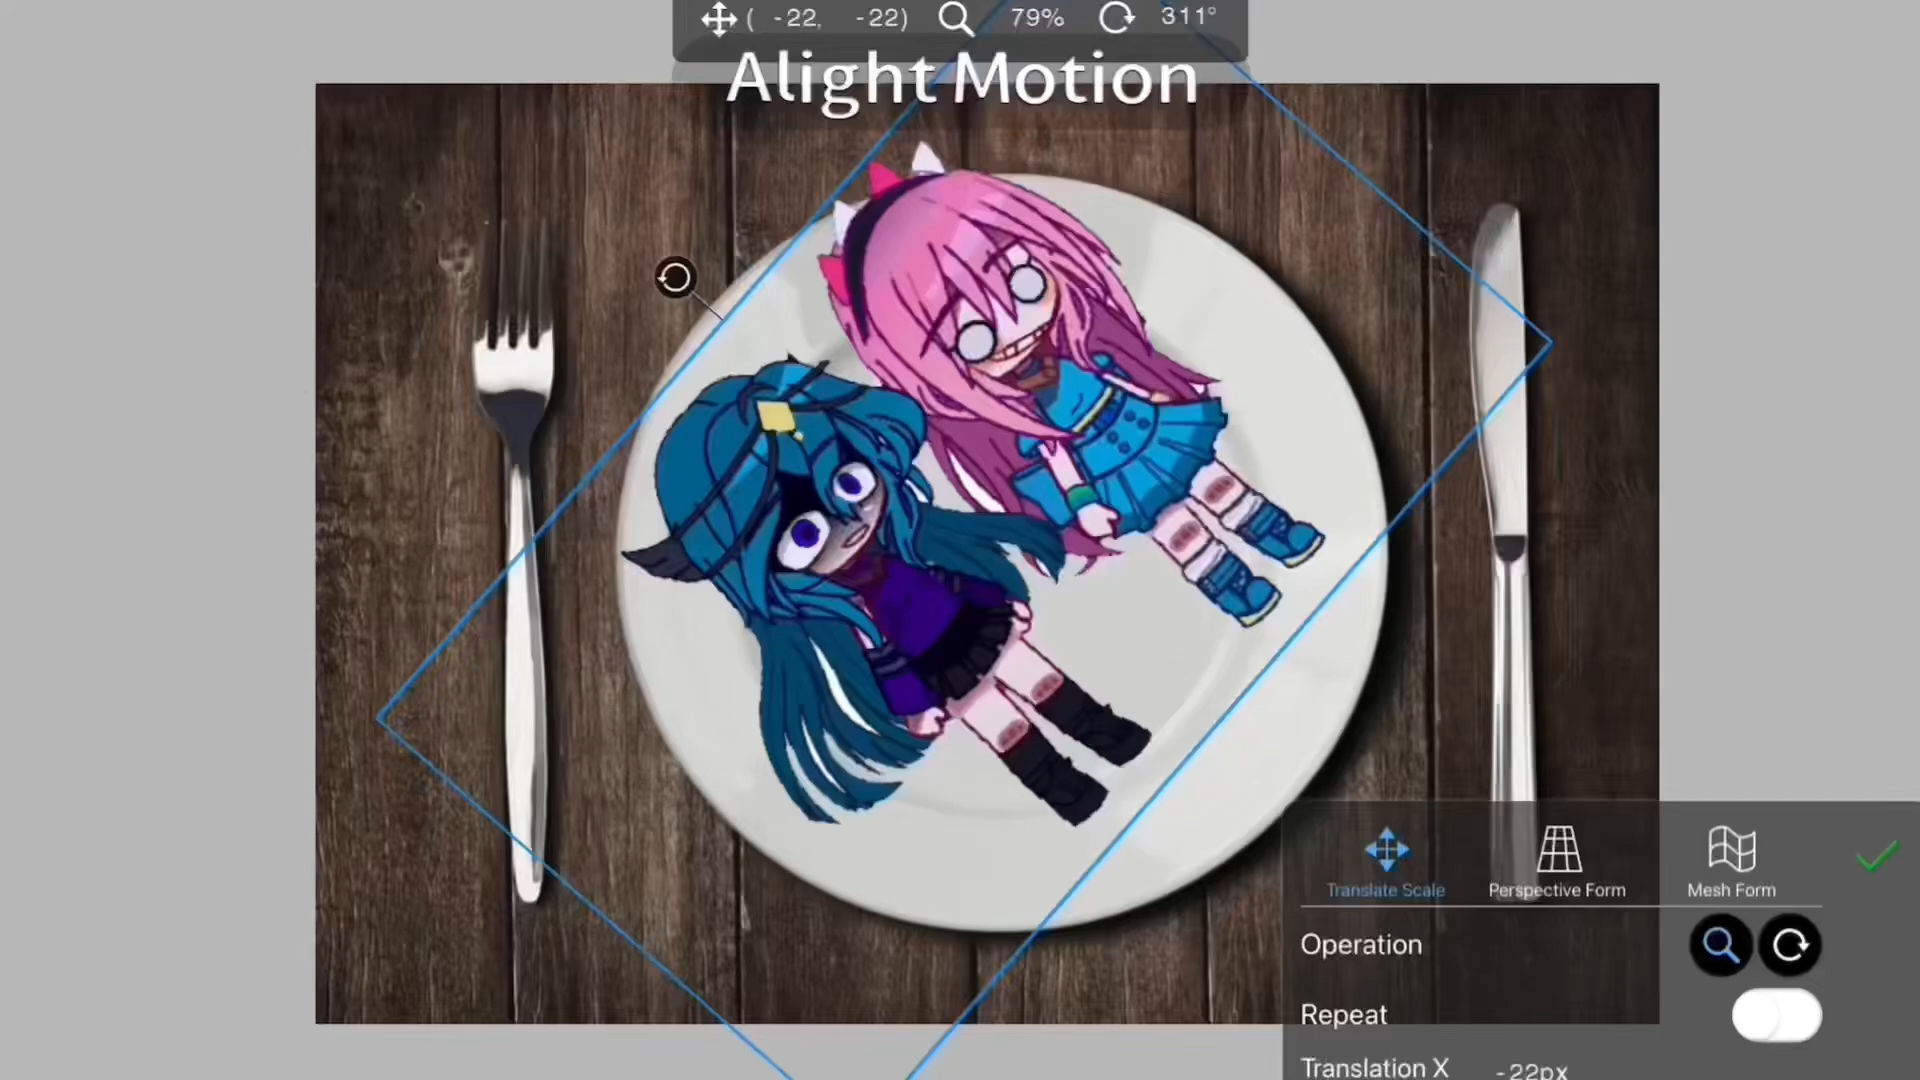 ( -22, -22) 79% 311°
Alight Motion
Translate Scale Perspective Form Mesh Form
Operation
Repeat
Translation X -22px